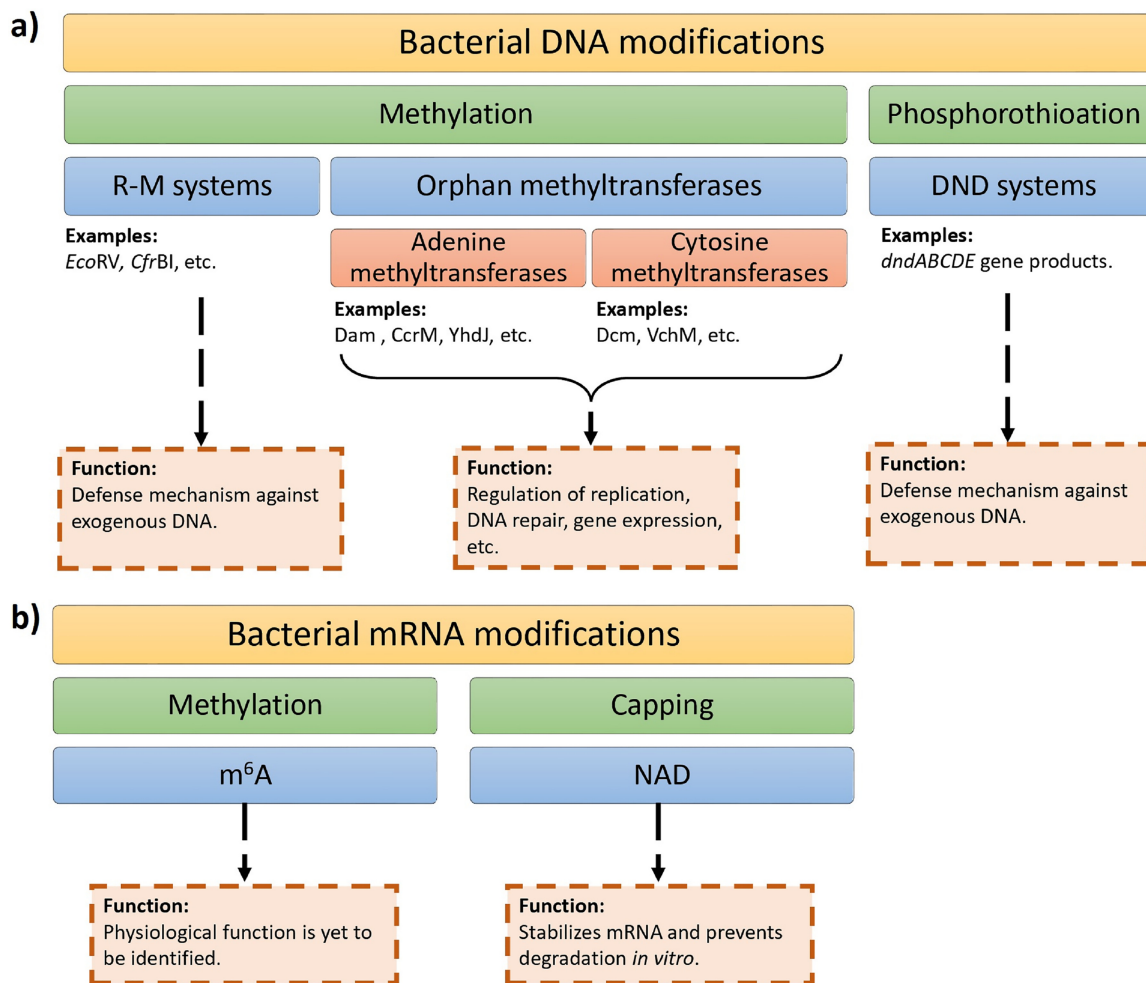 a)
Bacterial DNA modifications
Methylation
Phosphorothioation
R-M systems
Orphan methyltransferases
DND systems
Examples:
EcoRV, CfrBI, etc.
Adenine
methyltransferases
Cytosine
methyltransferases
Examples:
dndABCDE gene products.
Examples:
Dam , CcrM, YhdJ, etc.
Examples:
Dcm, VchM, etc.
Function:
Defense mechanism against
exogenous DNA.
Function:
Regulation of replication,
DNA repair, gene expression,
etc.
Function:
Defense mechanism against
exogenous DNA.
b)
Bacterial mRNA modifications
Methylation
Capping
m⁶A
NAD
Function:
Physiological function is yet to
be identified.
Function:
Stabilizes mRNA and prevents
degradation in vitro.